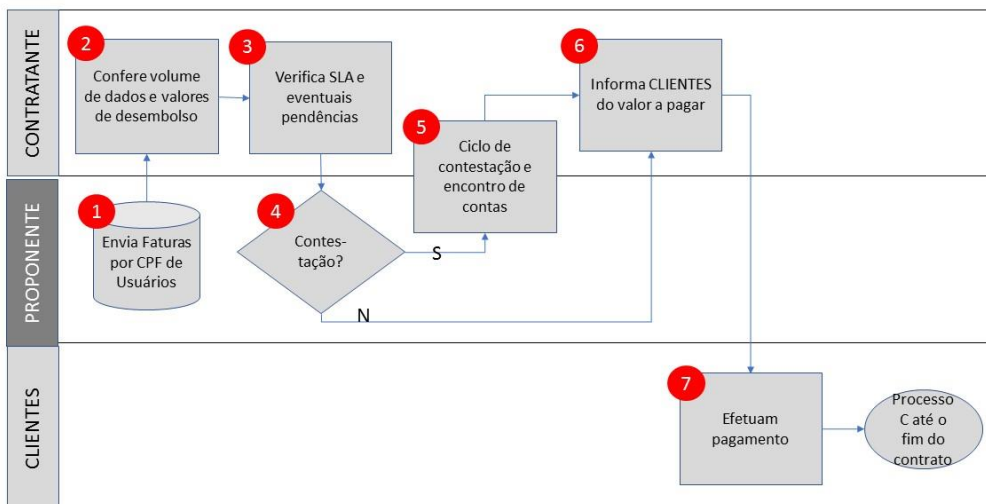 CONTRATANTE
2
Confere volume
de dados e valores
de desembolso
3
Verifica SLA e
eventuais
pendências
5
Ciclo de
contestação e
encontro de
contas
6
Informa CLIENTES
do valor a pagar
PROPONENTE
1
Envia Faturas
por CPF de
Usuários
4
Contes-
tação?
S
N
CLIENTES
7
Efetuam
pagamento
Processo
C até o
fim do
contrato